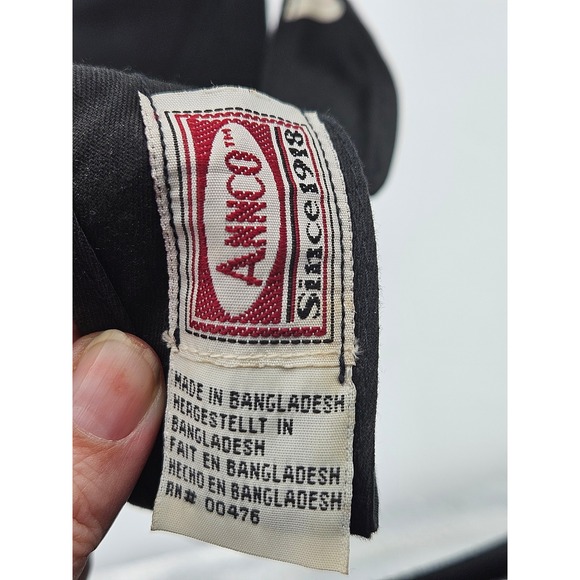 ANNCO™
Since 1918
MADE IN BANGLADESH
HERGESTELLT IN
BANGLADESH
FAIT EN BANGLADESH
HECHO EN BANGLADESH
RN# 00476